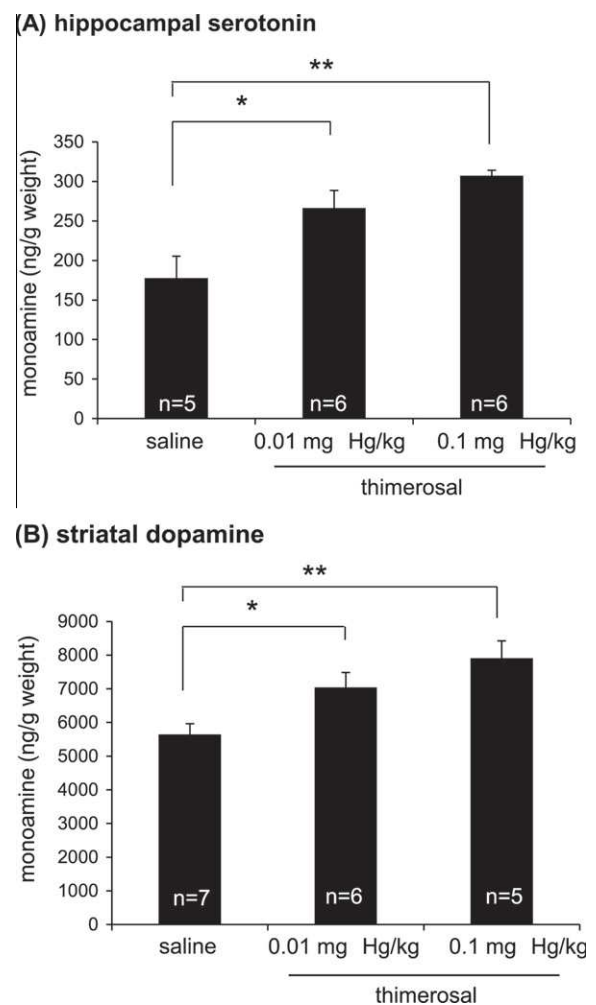 (A) hippocampal serotonin
**
*
monoamine (ng/g weight)
350
300
250
200
150
100
50
0
n=5
n=6
n=6
saline
0.01 mg Hg/kg
0.1 mg Hg/kg
thimerosal
(B) striatal dopamine
**
*
monoamine (ng/g weight)
9000
8000
7000
6000
5000
4000
3000
2000
1000
0
n=7
n=6
n=5
saline
0.01 mg Hg/kg
0.1 mg Hg/kg
thimerosal